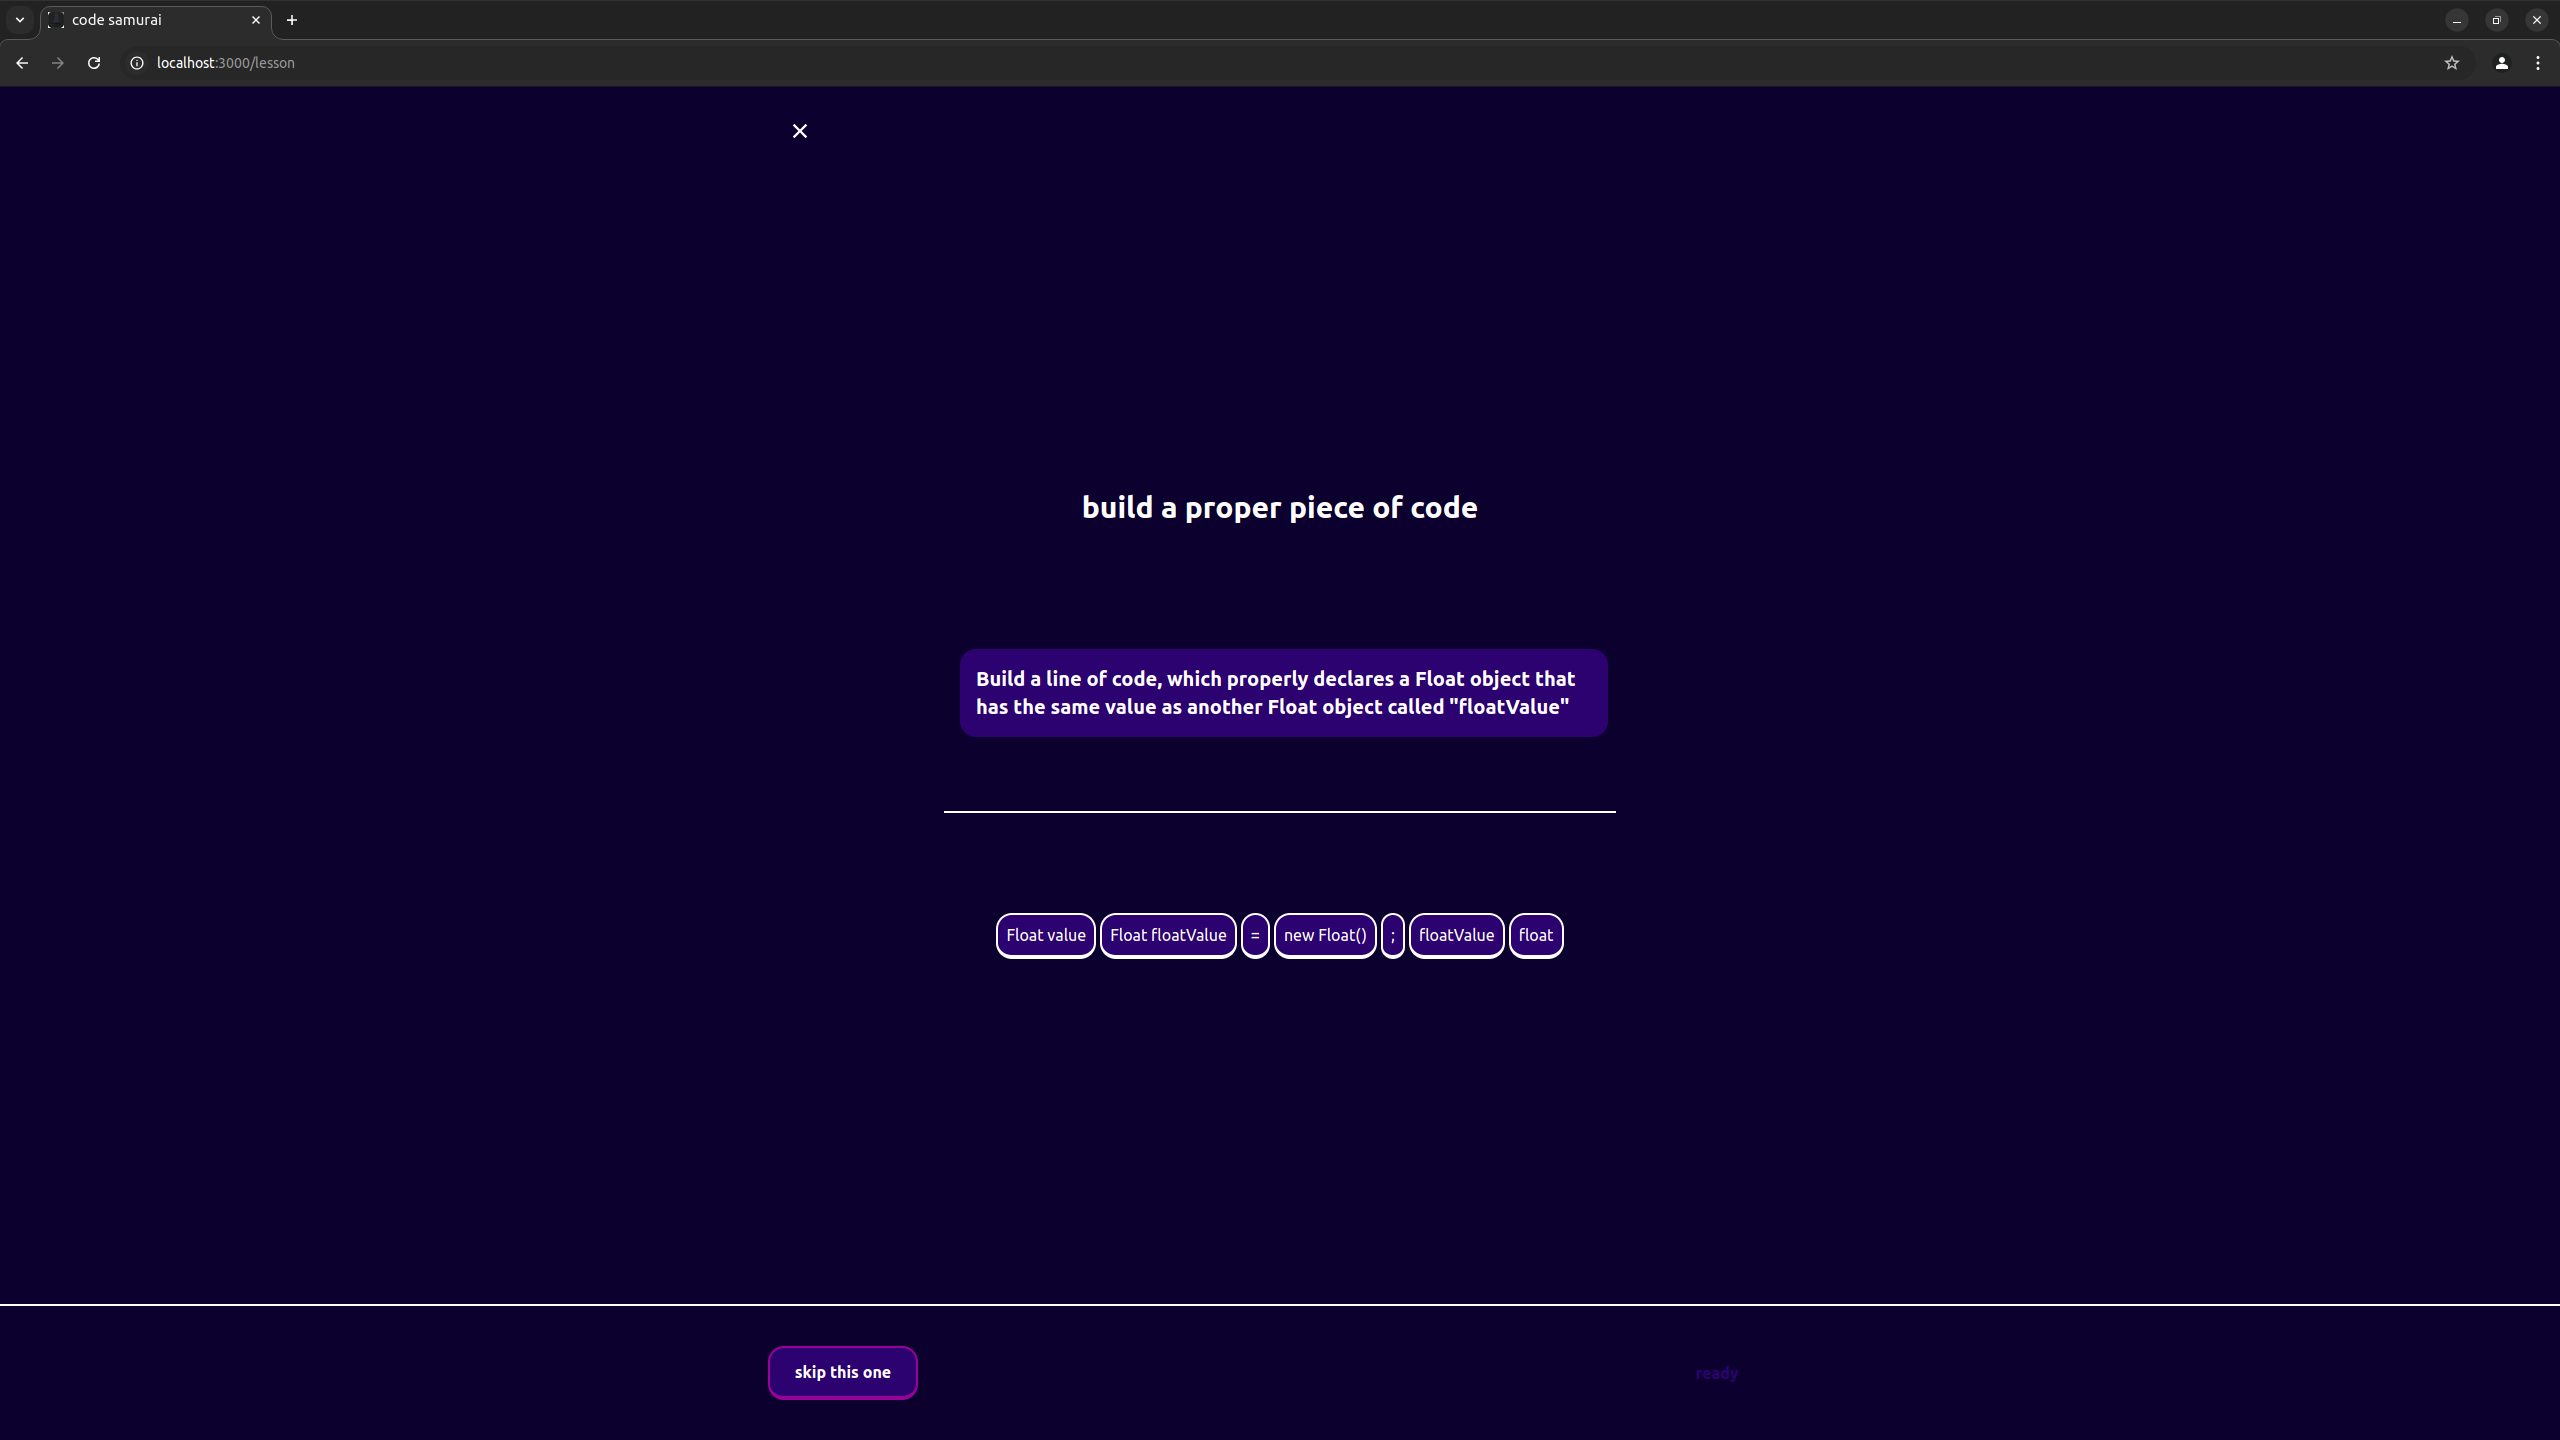 code samurai
localhost:3000/lesson
build a proper piece of code
Build a line of code, which properly declares a Float object that
has the same value as another Float object called "floatValue"
Float value Float floatValue = new Float() ; floatValue float
skip this one ready